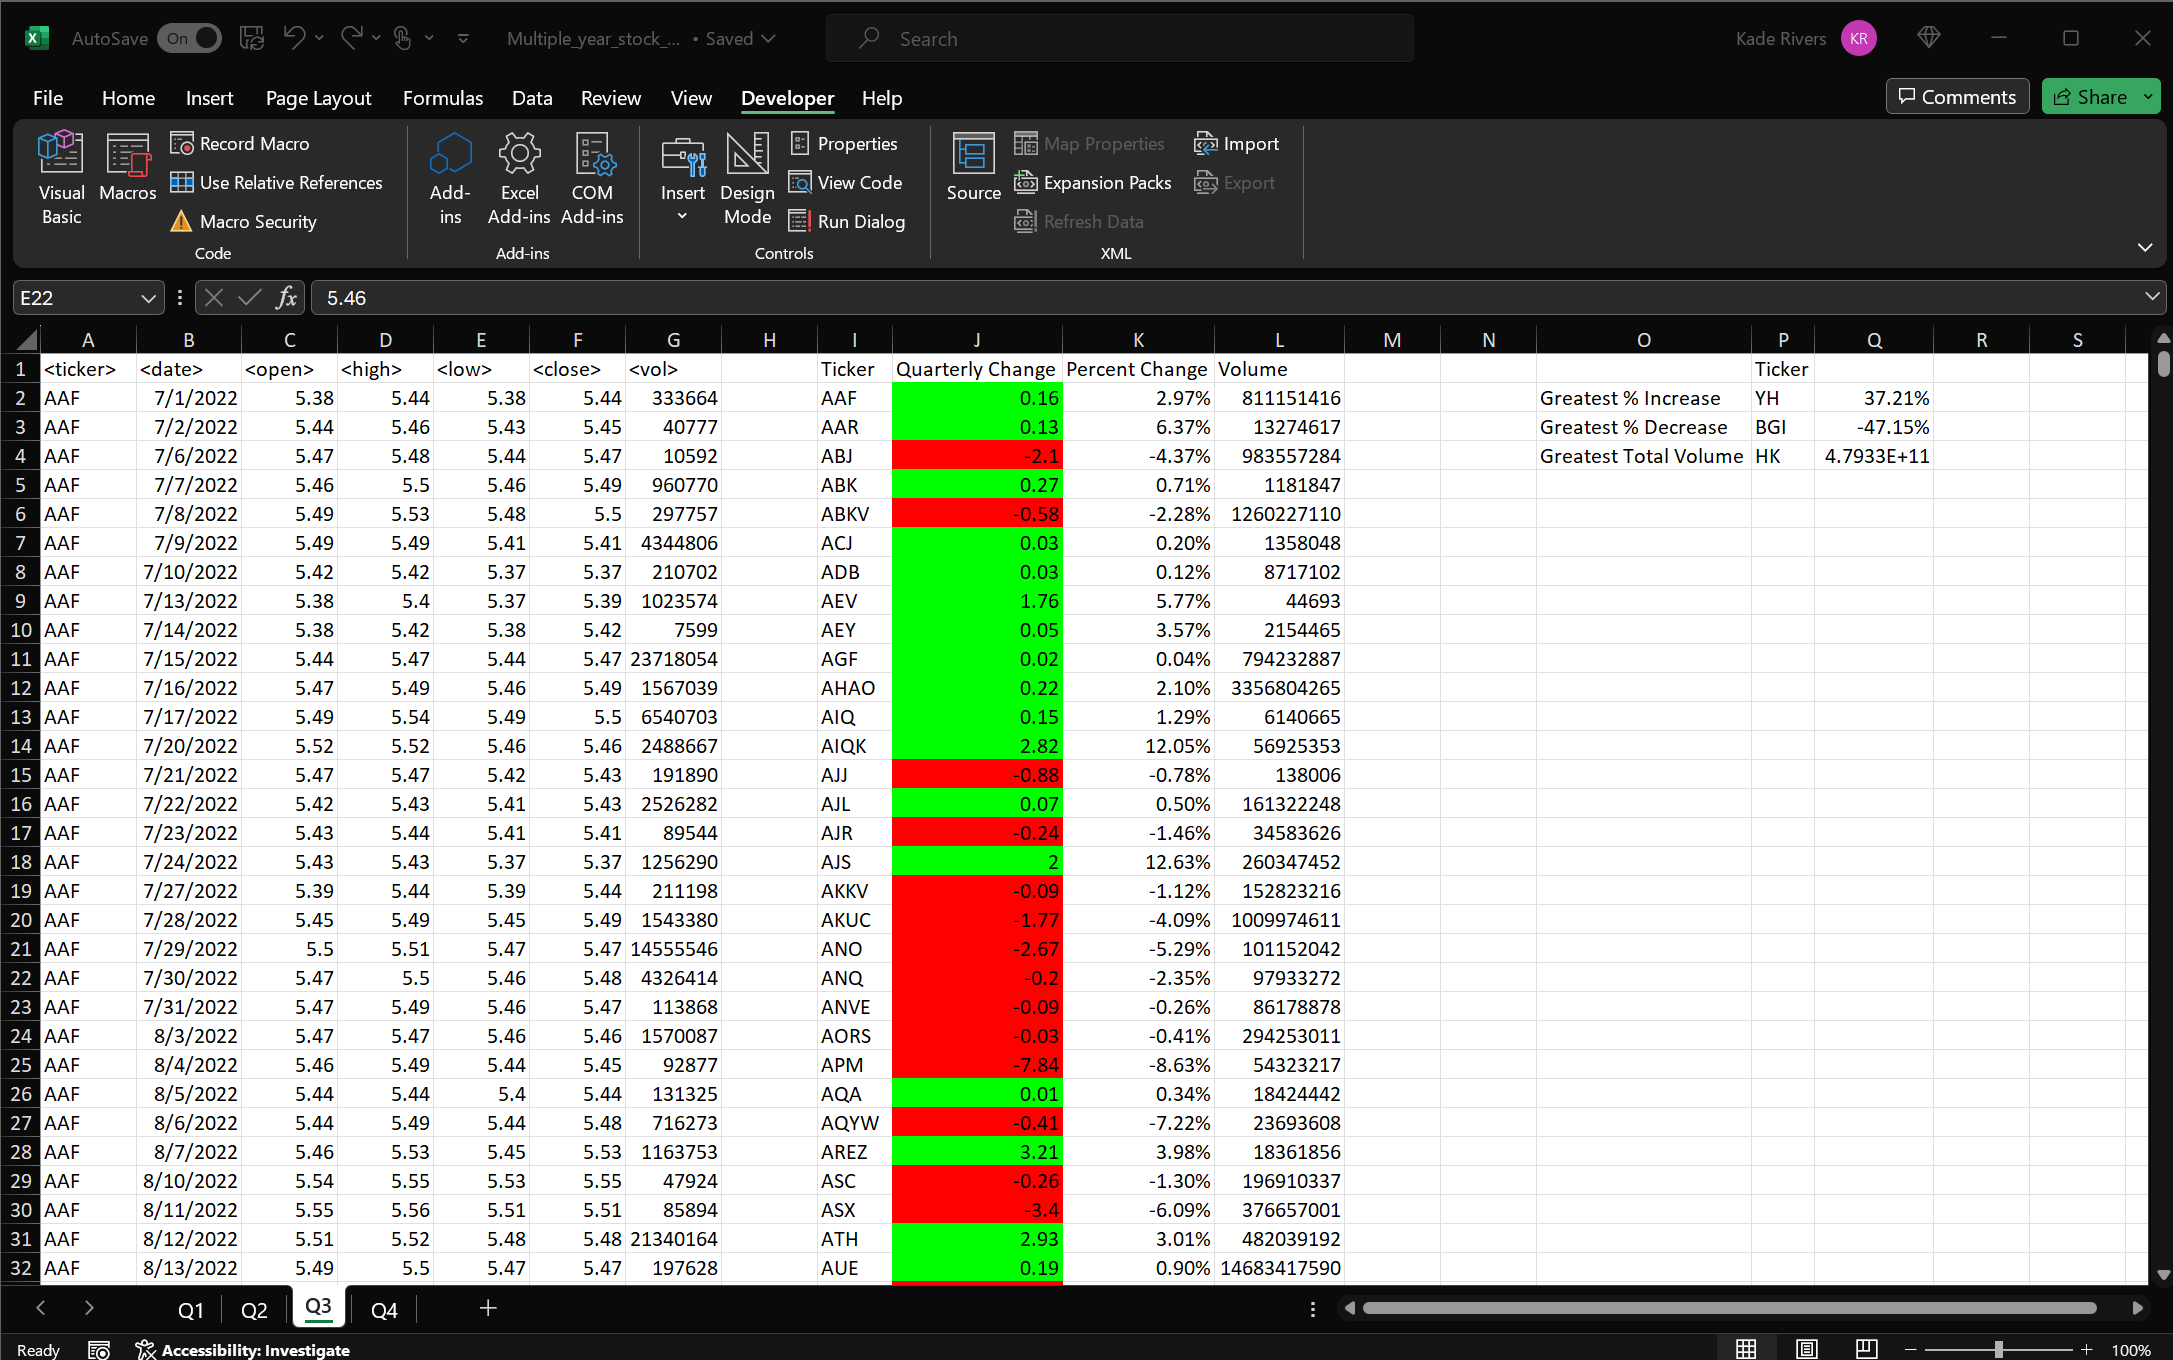 AutoSave On Multiple_year_stock_... • Saved Search Kade Rivers KR
File Home Insert Page Layout Formulas Data Review View Developer Help Comments Share
Visual Basic Macros Record Macro Use Relative References Macro Security Code
Add-ins Excel Add-ins COM Add-ins Add-ins
Insert Design Mode Properties View Code Run Dialog Controls
Source Map Properties Expansion Packs Refresh Data Import Export XML
E22 fx 5.46
A B C D E F G H I J K L M N O P Q R S
1 <ticker> <date> <open> <high> <low> <close> <vol> Ticker Quarterly Change Percent Change Volume Ticker
2 AAF 7/1/2022 5.38 5.44 5.38 5.44 333664 AAF 0.16 2.97% 811151416 Greatest % Increase YH 37.21%
3 AAF 7/2/2022 5.44 5.46 5.43 5.45 40777 AAR 0.13 6.37% 13274617 Greatest % Decrease BGI -47.15%
4 AAF 7/6/2022 5.47 5.48 5.44 5.47 10592 ABJ -2.1 -4.37% 983557284 Greatest Total Volume HK 4.7933E+11
5 AAF 7/7/2022 5.46 5.5 5.46 5.49 960770 ABK 0.27 0.71% 1181847
6 AAF 7/8/2022 5.49 5.53 5.48 5.5 297757 ABKV -0.58 -2.28% 1260227110
7 AAF 7/9/2022 5.49 5.49 5.41 5.41 4344806 ACJ 0.03 0.20% 1358048
8 AAF 7/10/2022 5.42 5.42 5.37 5.37 210702 ADB 0.03 0.12% 8717102
9 AAF 7/13/2022 5.38 5.4 5.37 5.39 1023574 AEV 1.76 5.77% 44693
10 AAF 7/14/2022 5.38 5.42 5.38 5.42 7599 AEY 0.05 3.57% 2154465
11 AAF 7/15/2022 5.44 5.47 5.44 5.47 23718054 AGF 0.02 0.04% 794232887
12 AAF 7/16/2022 5.47 5.49 5.46 5.49 1567039 AHAO 0.22 2.10% 3356804265
13 AAF 7/17/2022 5.49 5.54 5.49 5.5 6540703 AIQ 0.15 1.29% 6140665
14 AAF 7/20/2022 5.52 5.52 5.46 5.46 2488667 AIQK 2.82 12.05% 56925353
15 AAF 7/21/2022 5.47 5.47 5.42 5.43 191890 AJJ -0.88 -0.78% 138006
16 AAF 7/22/2022 5.42 5.43 5.41 5.43 2526282 AJL 0.07 0.50% 161322248
17 AAF 7/23/2022 5.43 5.44 5.41 5.41 89544 AJR -0.24 -1.46% 34583626
18 AAF 7/24/2022 5.43 5.43 5.37 5.37 1256290 AJS 2 12.63% 260347452
19 AAF 7/27/2022 5.39 5.44 5.39 5.44 211198 AKKV -0.09 -1.12% 152823216
20 AAF 7/28/2022 5.45 5.49 5.45 5.49 1543380 AKUC -1.77 -4.09% 1009974611
21 AAF 7/29/2022 5.5 5.51 5.47 5.47 14555546 ANO -2.67 -5.29% 101152042
22 AAF 7/30/2022 5.47 5.5 5.46 5.48 4326414 ANQ -0.2 -2.35% 97933272
23 AAF 7/31/2022 5.47 5.49 5.46 5.47 113868 ANVE -0.09 -0.26% 86178878
24 AAF 8/3/2022 5.47 5.47 5.46 5.46 1570087 AORS -0.03 -0.41% 294253011
25 AAF 8/4/2022 5.46 5.49 5.44 5.45 92877 APM -7.84 -8.63% 54323217
26 AAF 8/5/2022 5.44 5.44 5.4 5.44 131325 AQA 0.01 0.34% 18424442
27 AAF 8/6/2022 5.44 5.49 5.44 5.48 716273 AQYW -0.41 -7.22% 23693608
28 AAF 8/7/2022 5.46 5.53 5.45 5.53 1163753 AREZ 3.21 3.98% 18361856
29 AAF 8/10/2022 5.54 5.55 5.53 5.55 47924 ASC -0.26 -1.30% 196910337
30 AAF 8/11/2022 5.55 5.56 5.51 5.51 85894 ASX -3.4 -6.09% 376657001
31 AAF 8/12/2022 5.51 5.52 5.48 5.48 21340164 ATH 2.93 3.01% 482039192
32 AAF 8/13/2022 5.49 5.5 5.47 5.47 197628 AUE 0.19 0.90% 14683417590
Q1 Q2 Q3 Q4
Ready Accessibility: Investigate 100%